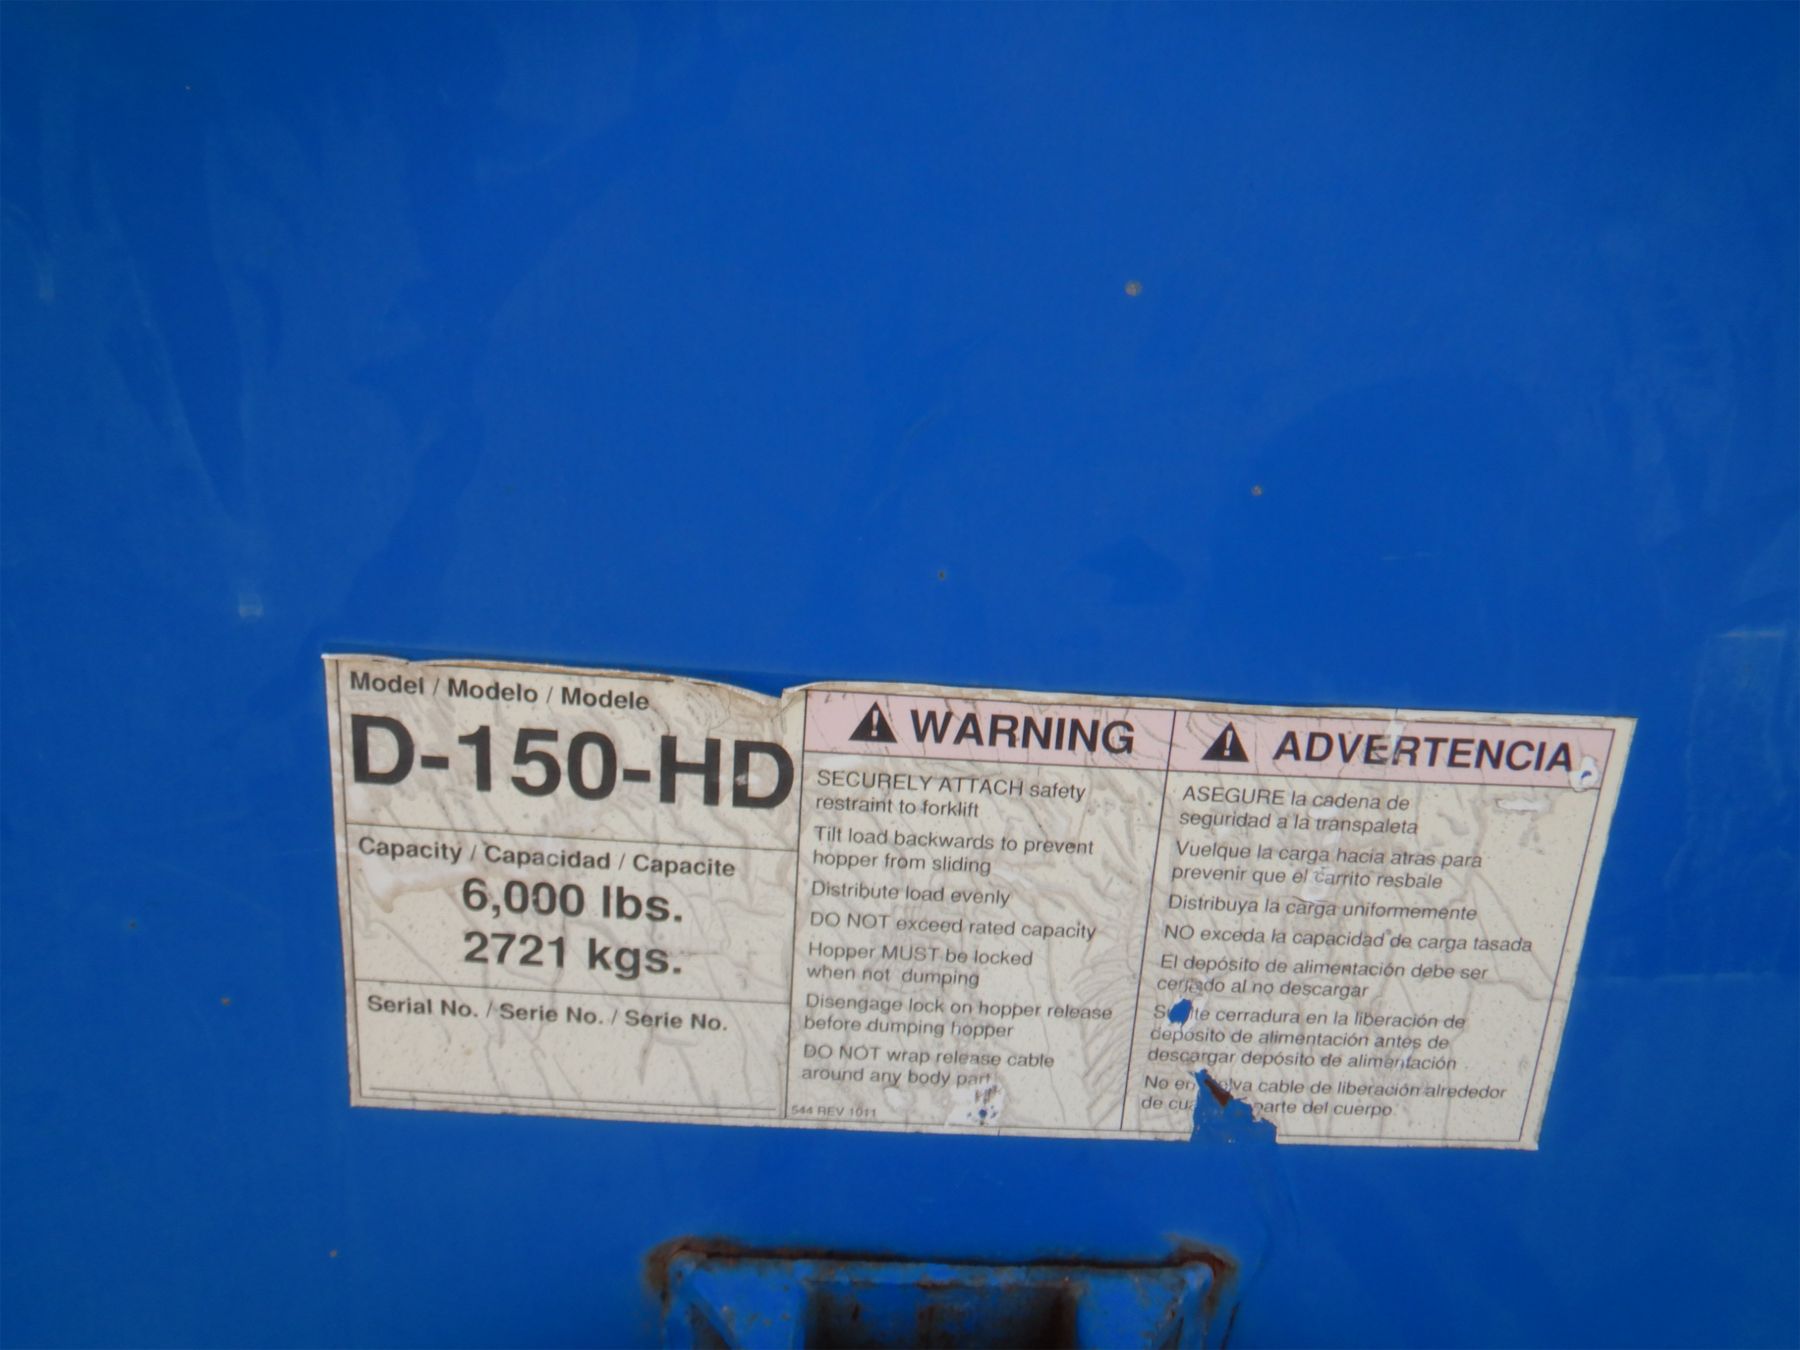 Model / Modelo / Modele
D-150-HD
Capacity / Capacidad / Capacite
6,000 lbs.
2721 kgs.
Serial No. / Serie No. / Serie No.
WARNING
SECURELY ATTACH safety
restraint to forklift
Tilt load backwards to prevent
hopper from sliding
Distribute load evenly
DO NOT exceed rated capacity
Hopper MUST be locked
when not dumping
Disengage lock on hopper release
before dumping hopper
DO NOT wrap release cable
around any body part
544 REV 1011
ADVERTENCIA
ASEGURE la cadena de
seguridad a la transpaleta
Vuelque la carga hacia atras para
prevenir que el carrito resbale
Distribuya la carga uniformemente
NO exceda la capacidad de carga tasada
El depósito de alimentación debe ser
cerrado al no descargar
cerradura en la liberación de
depósito de alimentación antes de
descargar depósito de alimentación
No cable de liberación alrededor
de parte del cuerpo